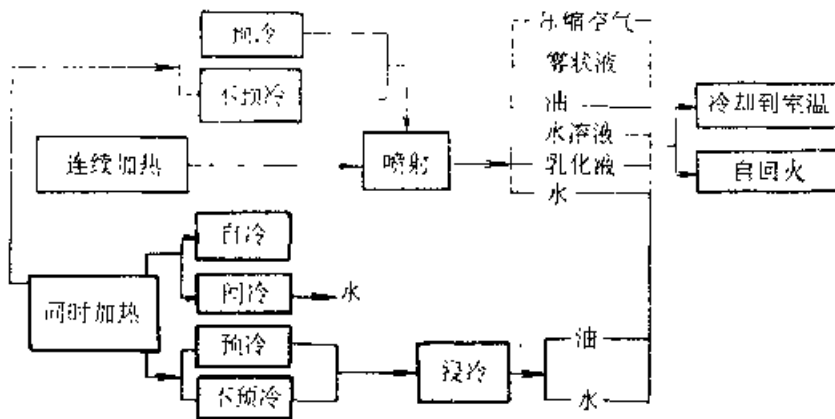 预冷
不预冷
连续加热
喷射
压缩空气
雾状液
油
水溶液
乳化液
水
冷却到室温
自回火
同时加热
自冷
间冷
水
预冷
不预冷
浸冷
油
水